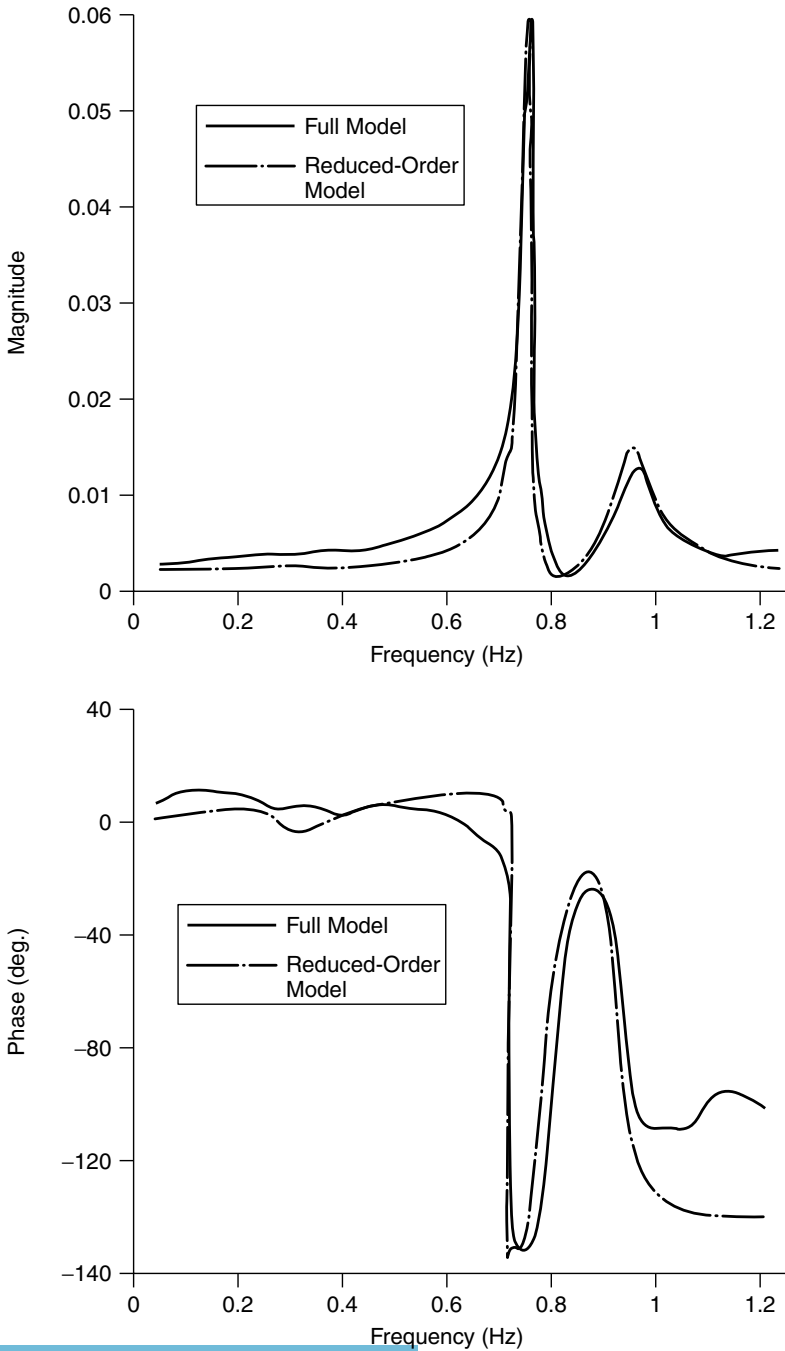 0.06
0.05
0.04
0.03
0.02
0.01
0
Magnitude
Full Model
Reduced-Order
Model
0 0.2 0.4 0.6 0.8 1 1.2
Frequency (Hz)
40
0
−40
−80
−120
−140
Phase (deg.)
Full Model
Reduced-Order
Model
0 0.2 0.4 0.6 0.8 1 1.2
Frequency (Hz)